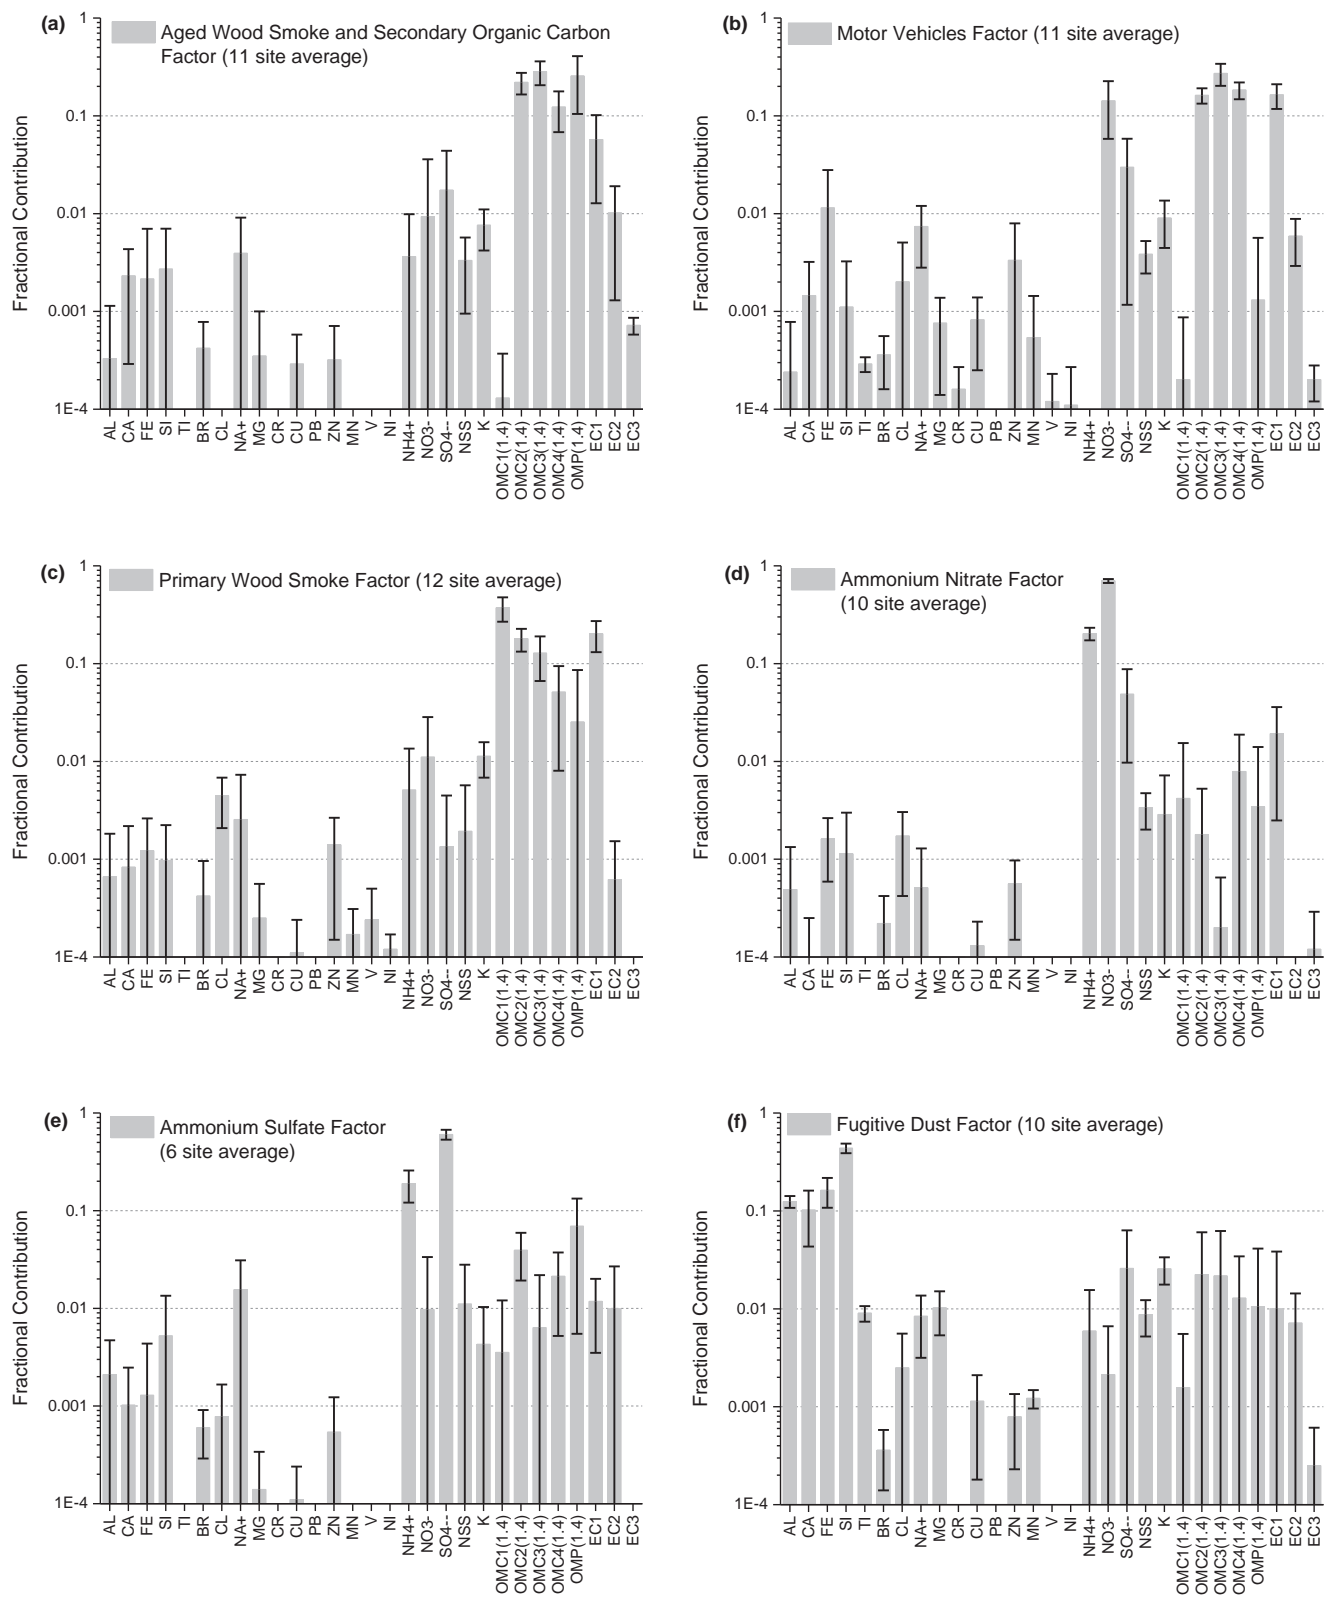 (a) Aged Wood Smoke and Secondary Organic Carbon
Factor (11 site average)
Fractional Contribution
1
0.1
0.01
0.001
1E-4
AL CA FE SI TI BR CL NA+ MG CR CU PB ZN MN V NI NH4+ NO3- SO4-- NSS K OMC1(1.4) OMC2(1.4) OMC3(1.4) OMC4(1.4) OMP(1.4) EC1 EC2 EC3
(b) Motor Vehicles Factor (11 site average)
Fractional Contribution
1
0.1
0.01
0.001
1E-4
AL CA FE SI TI BR CL NA+ MG CR CU PB ZN MN V NI NH4+ NO3- SO4-- NSS K OMC1(1.4) OMC2(1.4) OMC3(1.4) OMC4(1.4) OMP(1.4) EC1 EC2 EC3
(c) Primary Wood Smoke Factor (12 site average)
Fractional Contribution
1
0.1
0.01
0.001
1E-4
AL CA FE SI TI BR CL NA+ MG CR CU PB ZN MN V NI NH4+ NO3- SO4-- NSS K OMC1(1.4) OMC2(1.4) OMC3(1.4) OMC4(1.4) OMP(1.4) EC1 EC2 EC3
(d) Ammonium Nitrate Factor
(10 site average)
Fractional Contribution
1
0.1
0.01
0.001
1E-4
AL CA FE SI TI BR CL NA+ MG CR CU PB ZN MN V NI NH4+ NO3- SO4-- NSS K OMC1(1.4) OMC2(1.4) OMC3(1.4) OMC4(1.4) OMP(1.4) EC1 EC2 EC3
(e) Ammonium Sulfate Factor
(6 site average)
Fractional Contribution
1
0.1
0.01
0.001
1E-4
AL CA FE SI TI BR CL NA+ MG CR CU PB ZN MN V NI NH4+ NO3- SO4-- NSS K OMC1(1.4) OMC2(1.4) OMC3(1.4) OMC4(1.4) OMP(1.4) EC1 EC2 EC3
(f) Fugitive Dust Factor (10 site average)
Fractional Contribution
1
0.1
0.01
0.001
1E-4
AL CA FE SI TI BR CL NA+ MG CR CU PB ZN MN V NI NH4+ NO3- SO4-- NSS K OMC1(1.4) OMC2(1.4) OMC3(1.4) OMC4(1.4) OMP(1.4) EC1 EC2 EC3